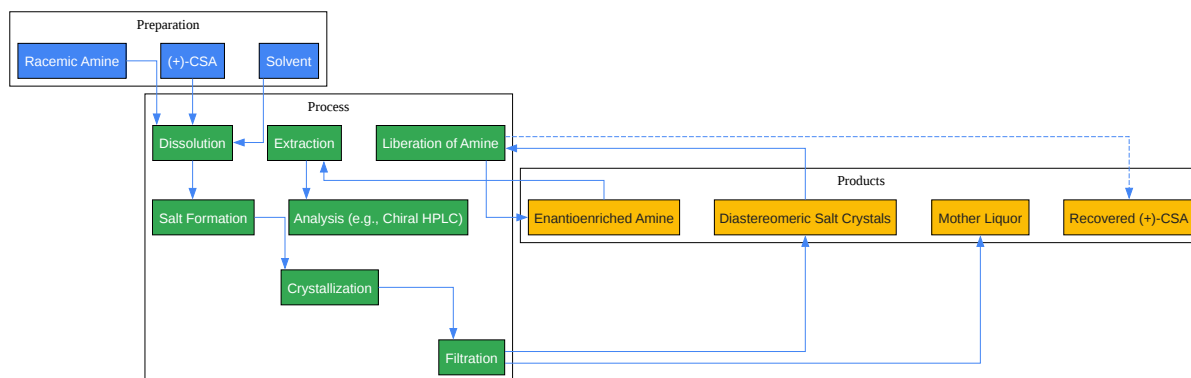 Preparation
Racemic Amine
(+)-CSA
Solvent
Process
Dissolution
Extraction
Liberation of Amine
Salt Formation
Analysis (e.g., Chiral HPLC)
Crystallization
Filtration
Products
Enantioenriched Amine
Diastereomeric Salt Crystals
Mother Liquor
Recovered (+)-CSA